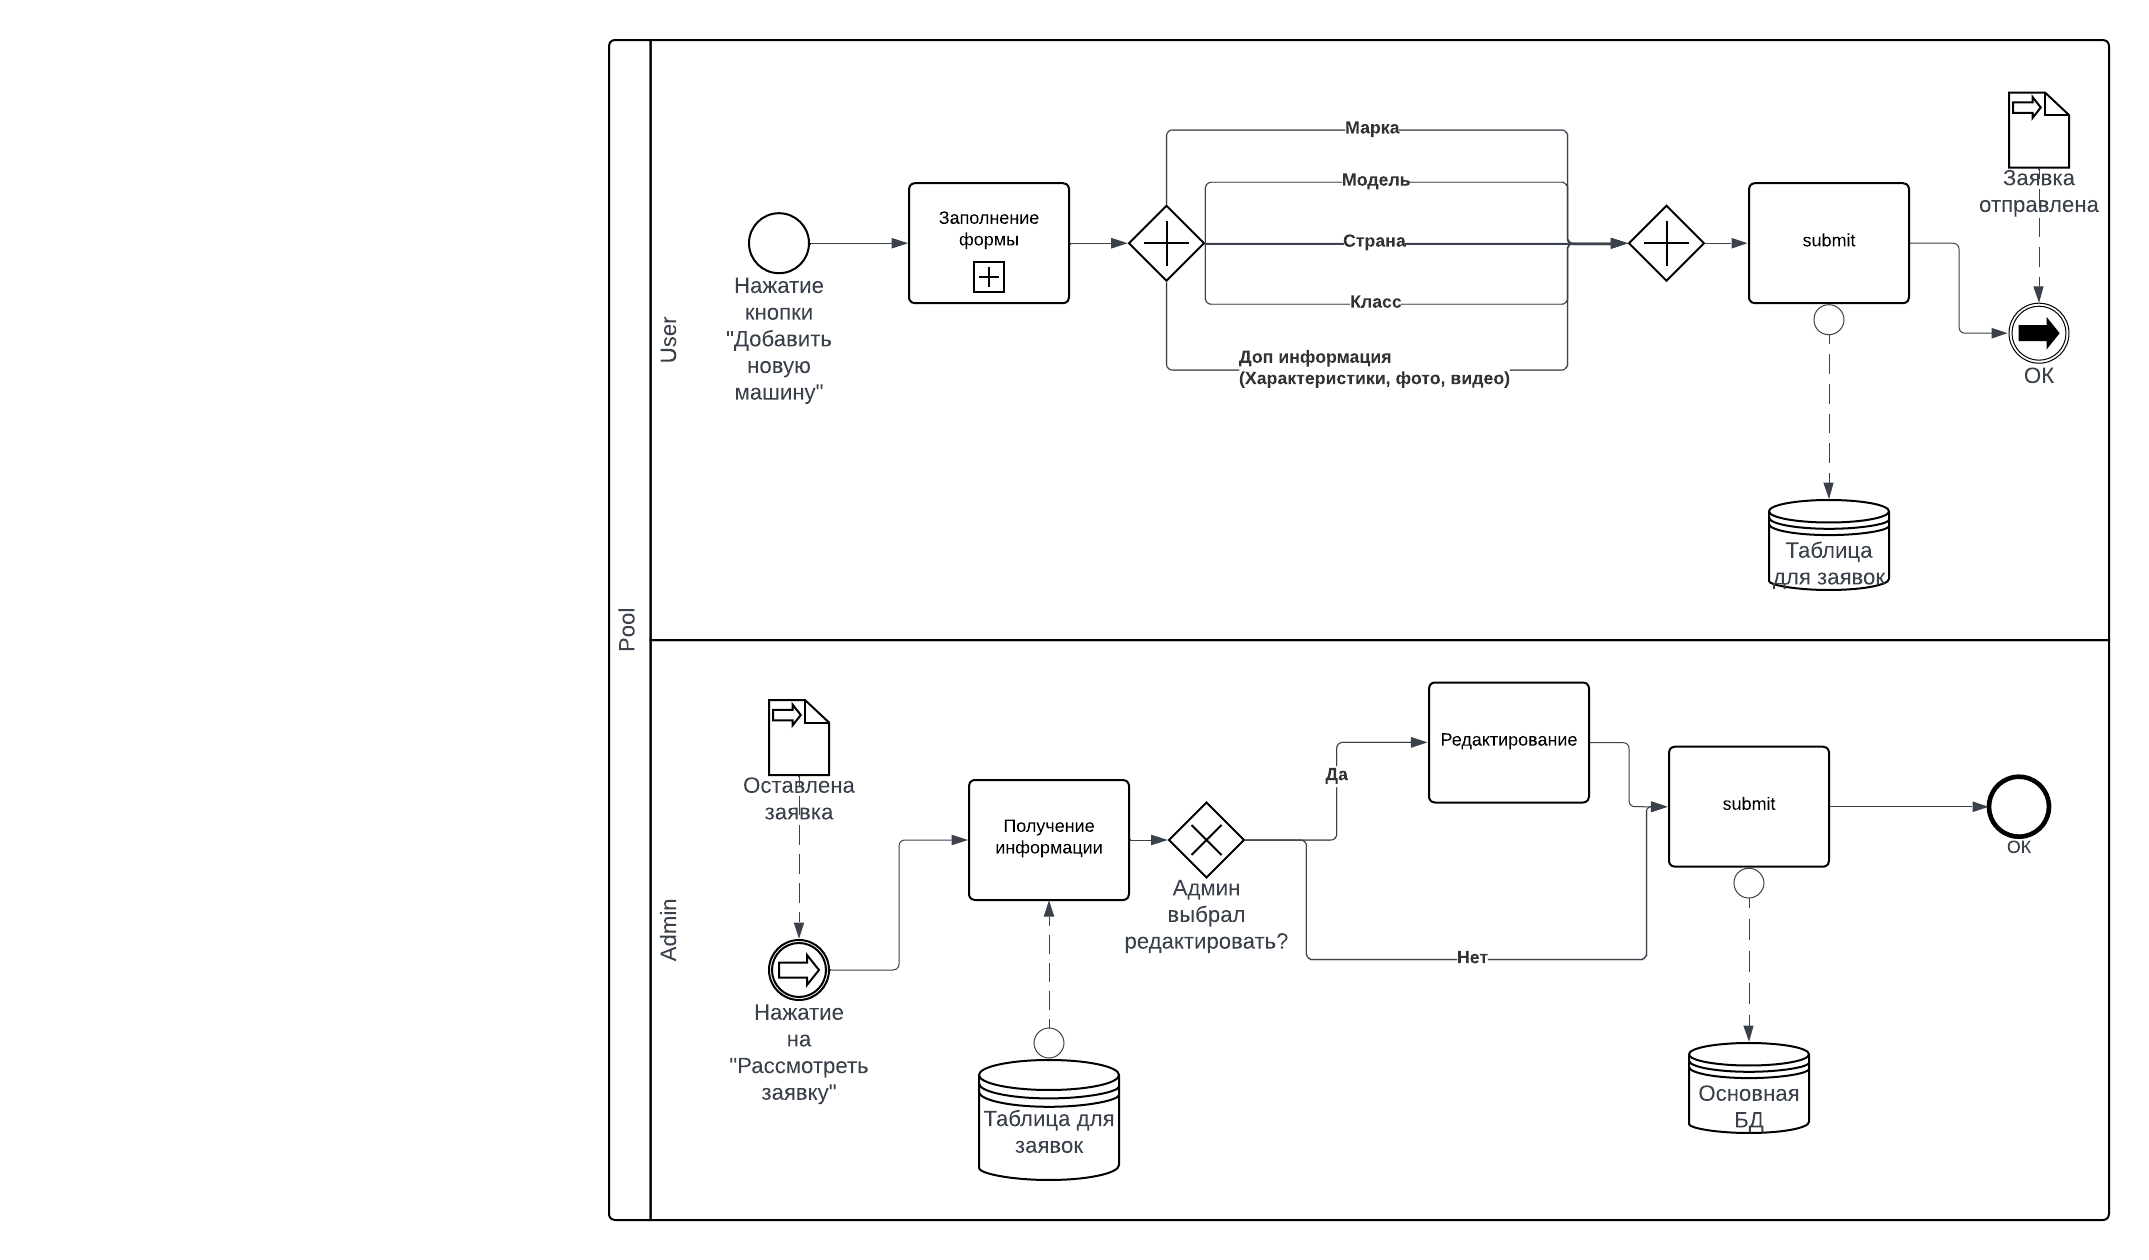 Pool
User
Нажатие
кнопки
"Добавить
новую
машину"
Заполнение
формы
Марка
Модель
Страна
Класс
Доп информация
(Характеристики, фото, видео)
submit
Таблица
для заявок
Заявка
отправлена
ОК
Admin
Оставлена
заявка
Нажатие
на
"Рассмотреть
заявку"
Получение
информации
Таблица для
заявок
Админ
выбрал
редактировать?
Да
Нет
Редактирование
submit
Основная
БД
ОК